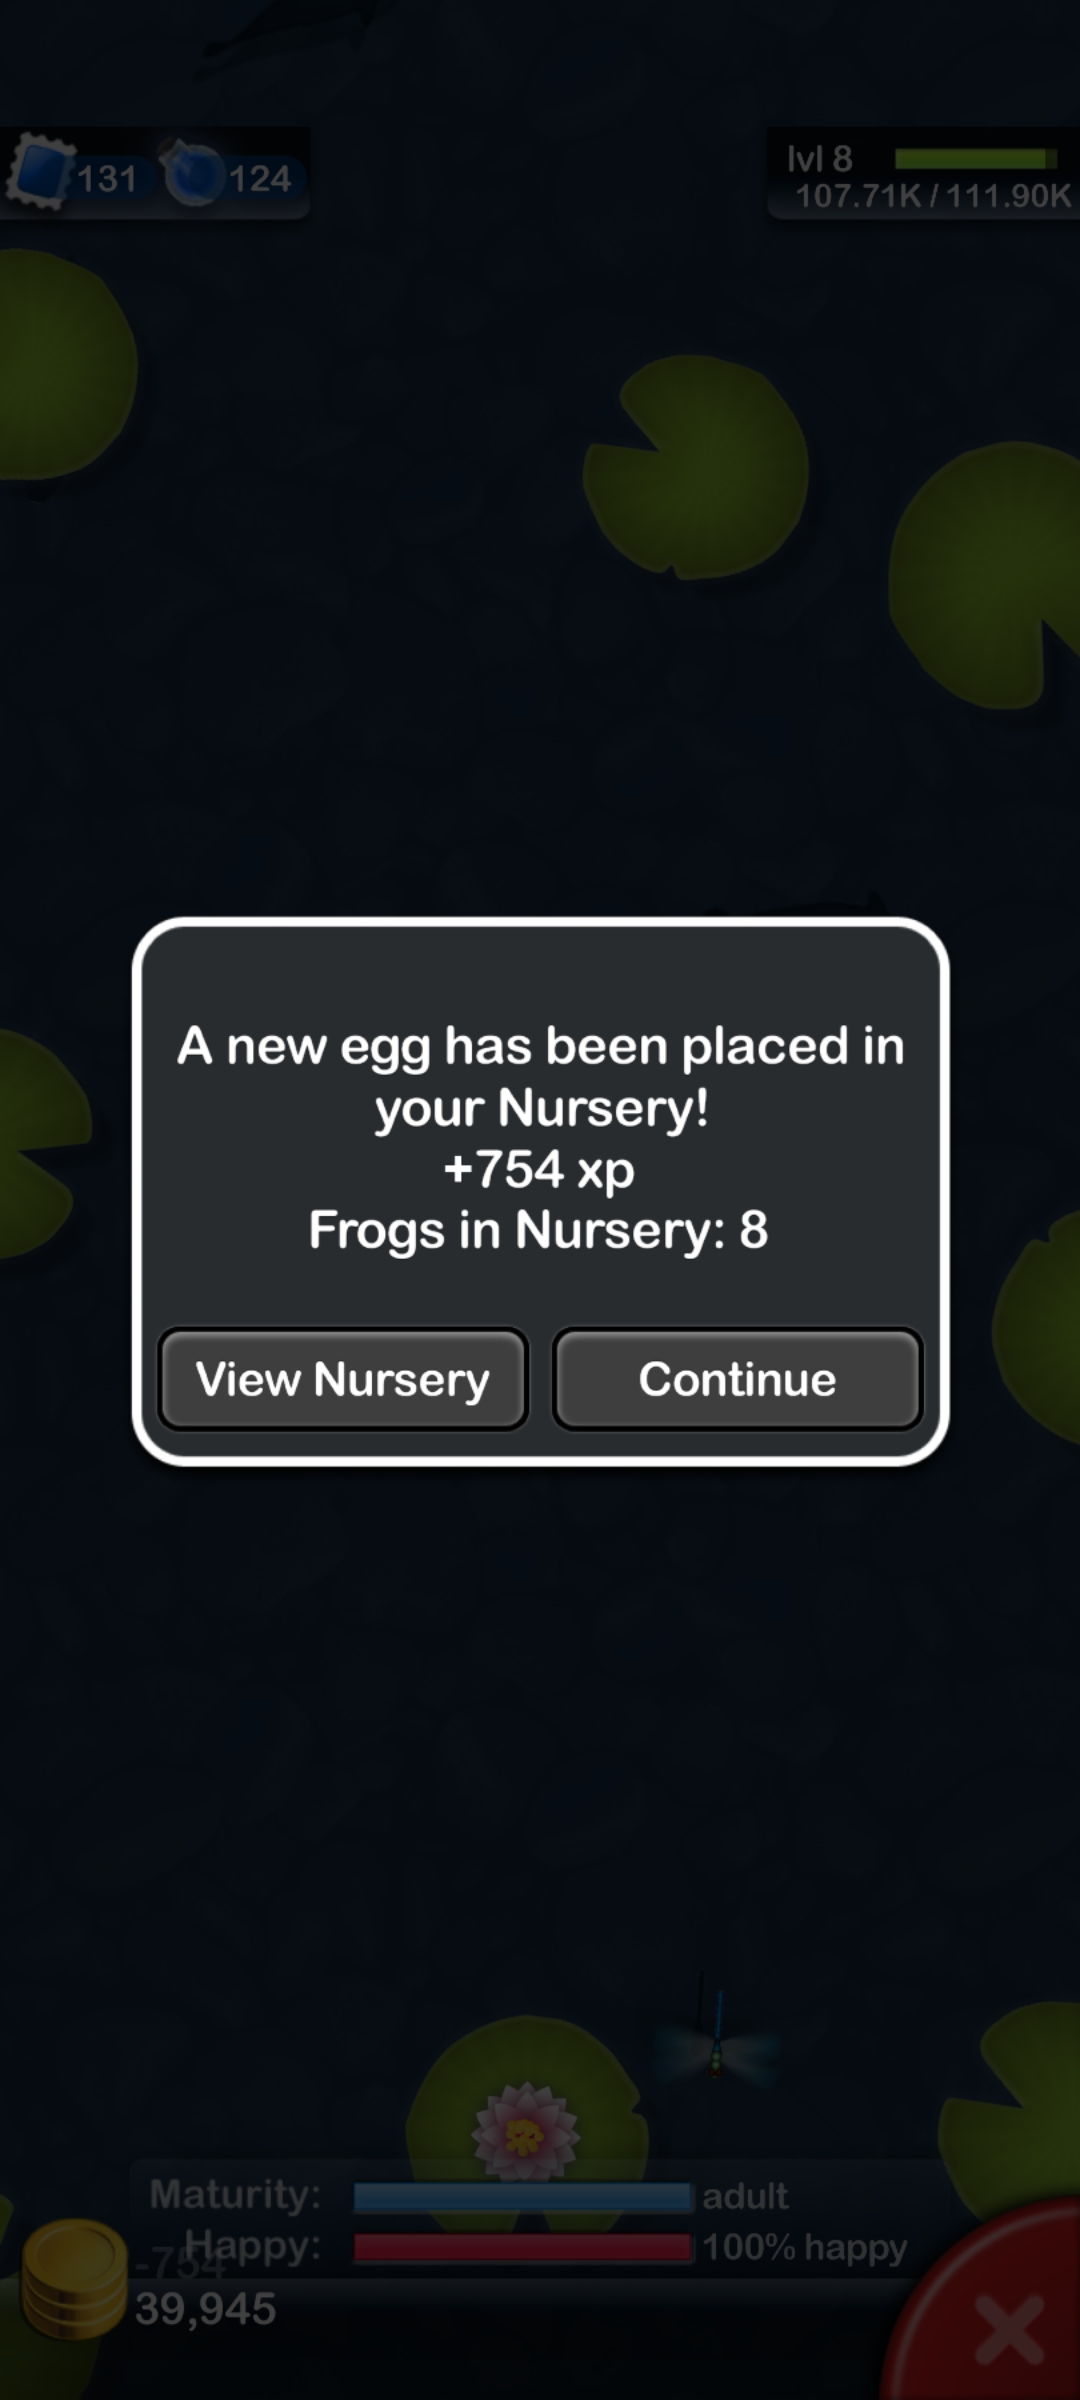 131
124
lvl 8
107.71K / 111.90K
A new egg has been placed in
your Nursery!
+754 xp
Frogs in Nursery: 8
View Nursery
Continue
Maturity:
adult
Happy:
100% happy
-754
39,945